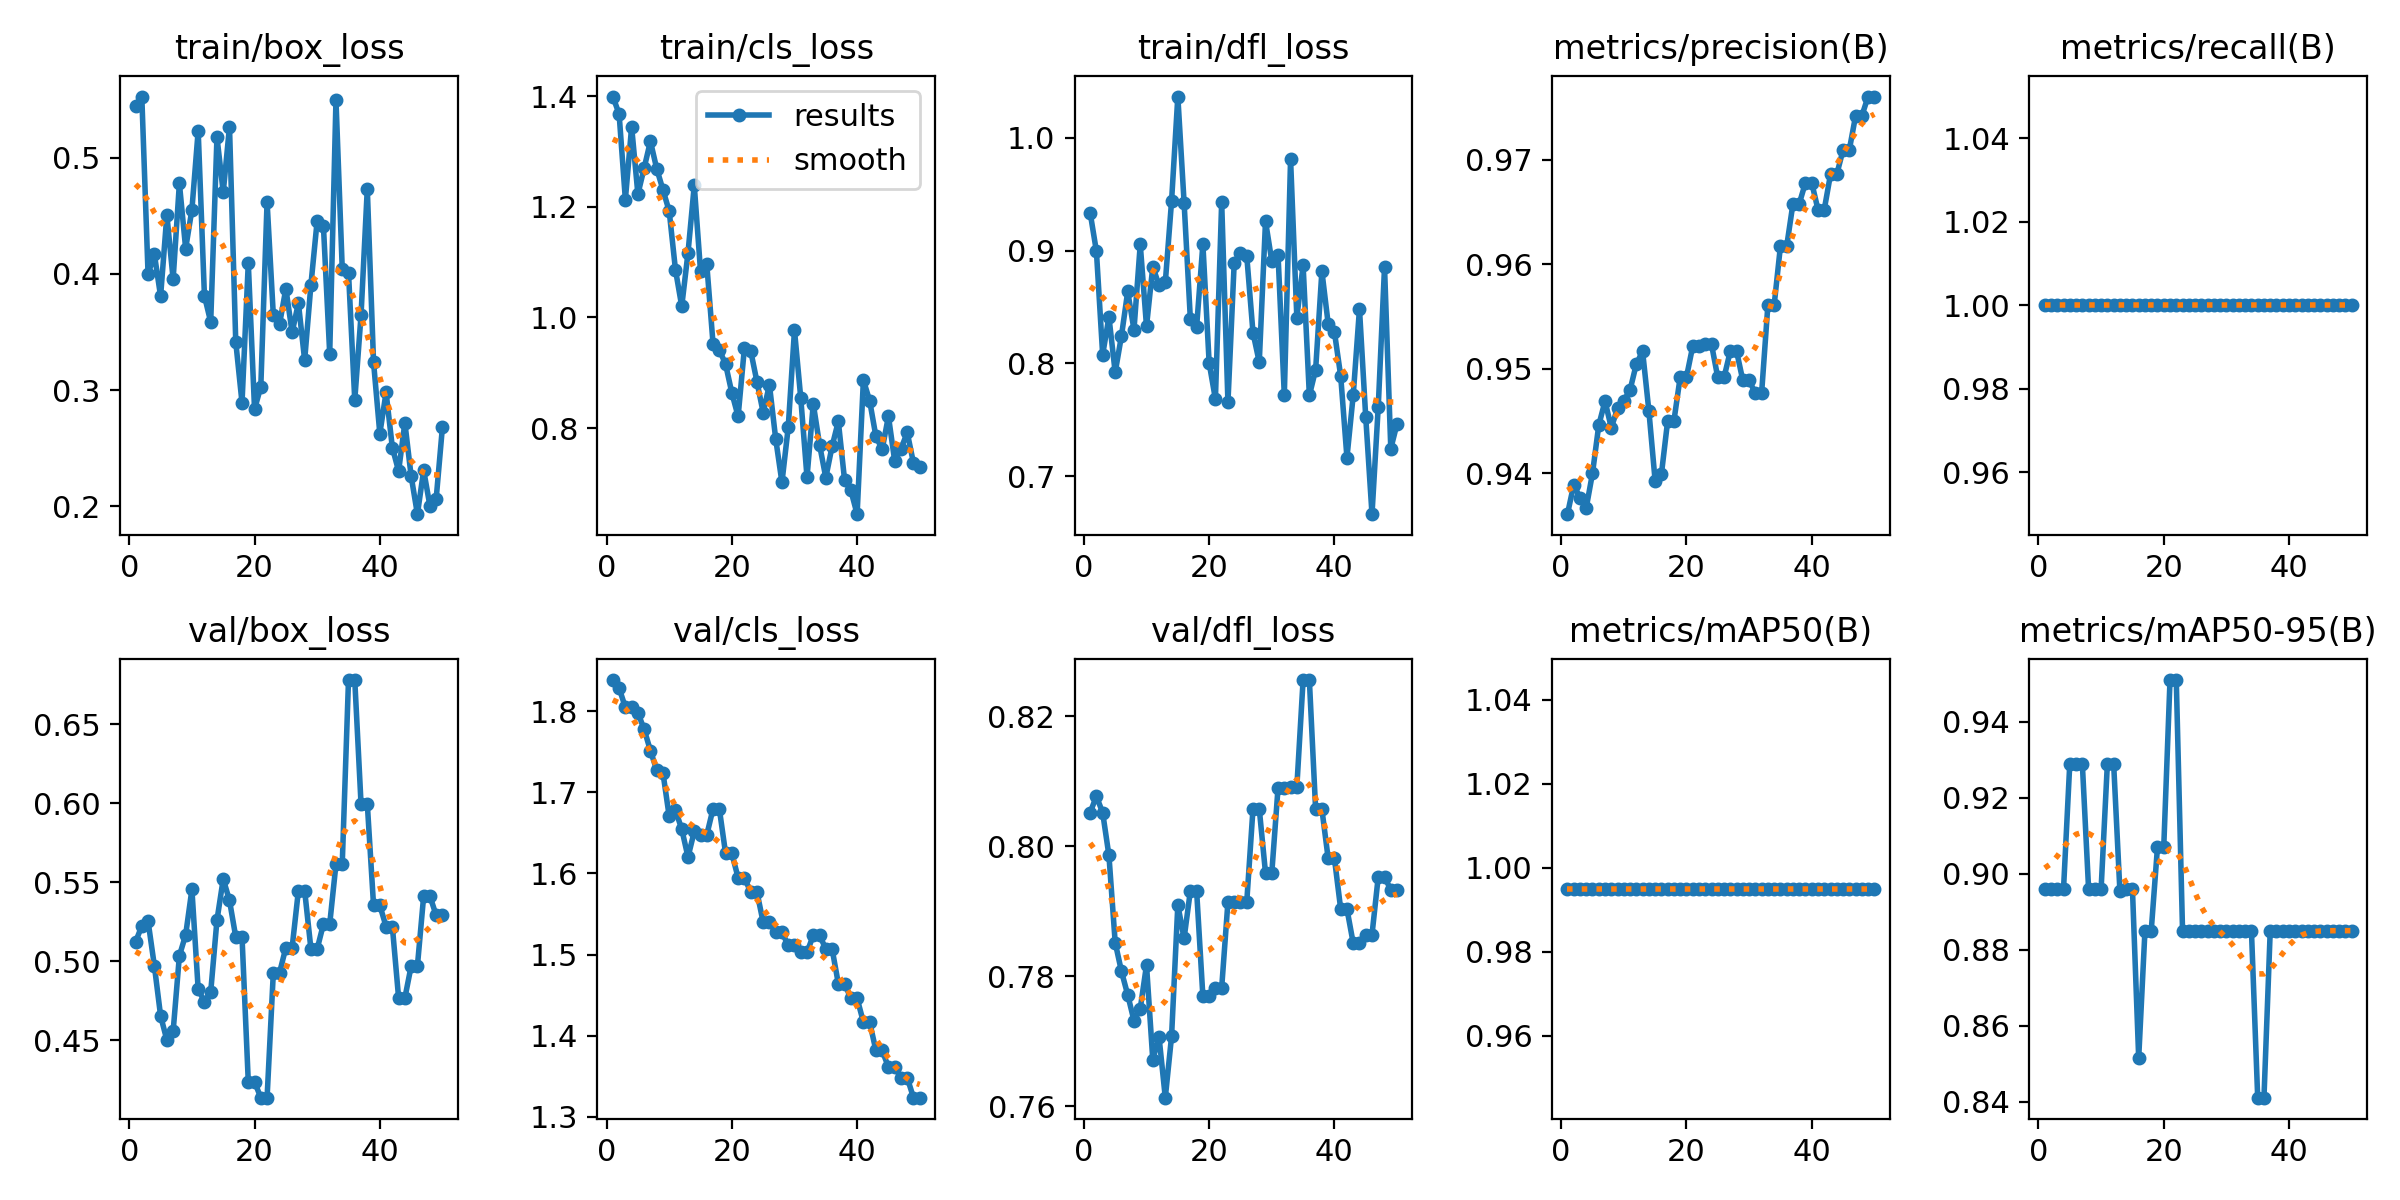 train/box_loss
0.5
0.4
0.3
0.2
0 20 40
train/cls_loss
results
smooth
1.4
1.2
1.0
0.8
0 20 40
train/dfl_loss
1.0
0.9
0.8
0.7
0 20 40
metrics/precision(B)
0.97
0.96
0.95
0.94
0 20 40
metrics/recall(B)
1.04
1.02
1.00
0.98
0.96
0 20 40
val/box_loss
0.65
0.60
0.55
0.50
0.45
0 20 40
val/cls_loss
1.8
1.7
1.6
1.5
1.4
1.3
0 20 40
val/dfl_loss
0.82
0.80
0.78
0.76
0 20 40
metrics/mAP50(B)
1.04
1.02
1.00
0.98
0.96
0 20 40
metrics/mAP50-95(B)
0.94
0.92
0.90
0.88
0.86
0.84
0 20 40